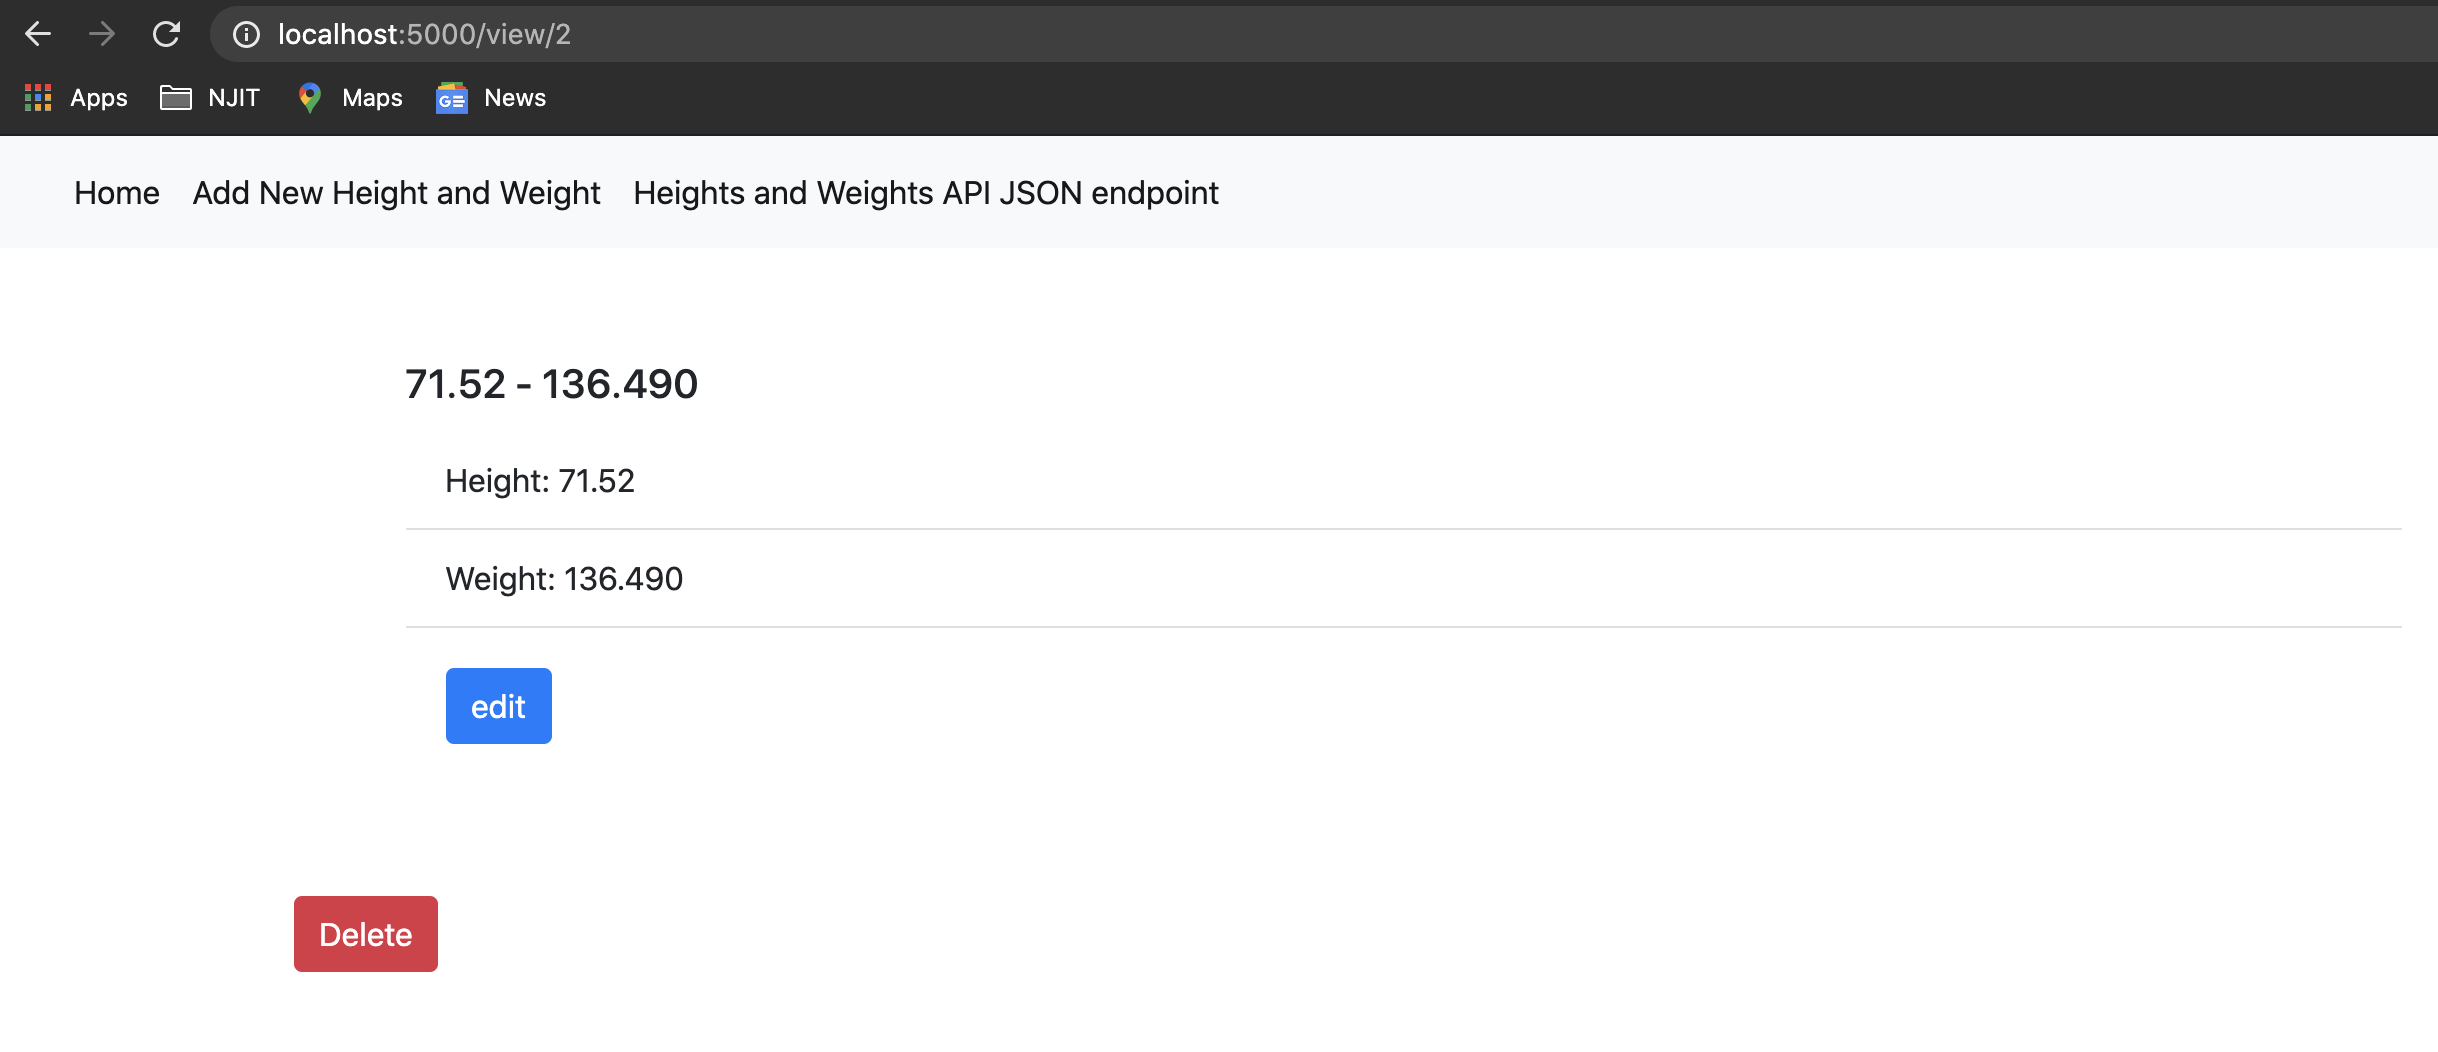 localhost:5000/view/2
Apps NJIT Maps News
Home Add New Height and Weight Heights and Weights API JSON endpoint
71.52 - 136.490
Height: 71.52
Weight: 136.490
edit
Delete